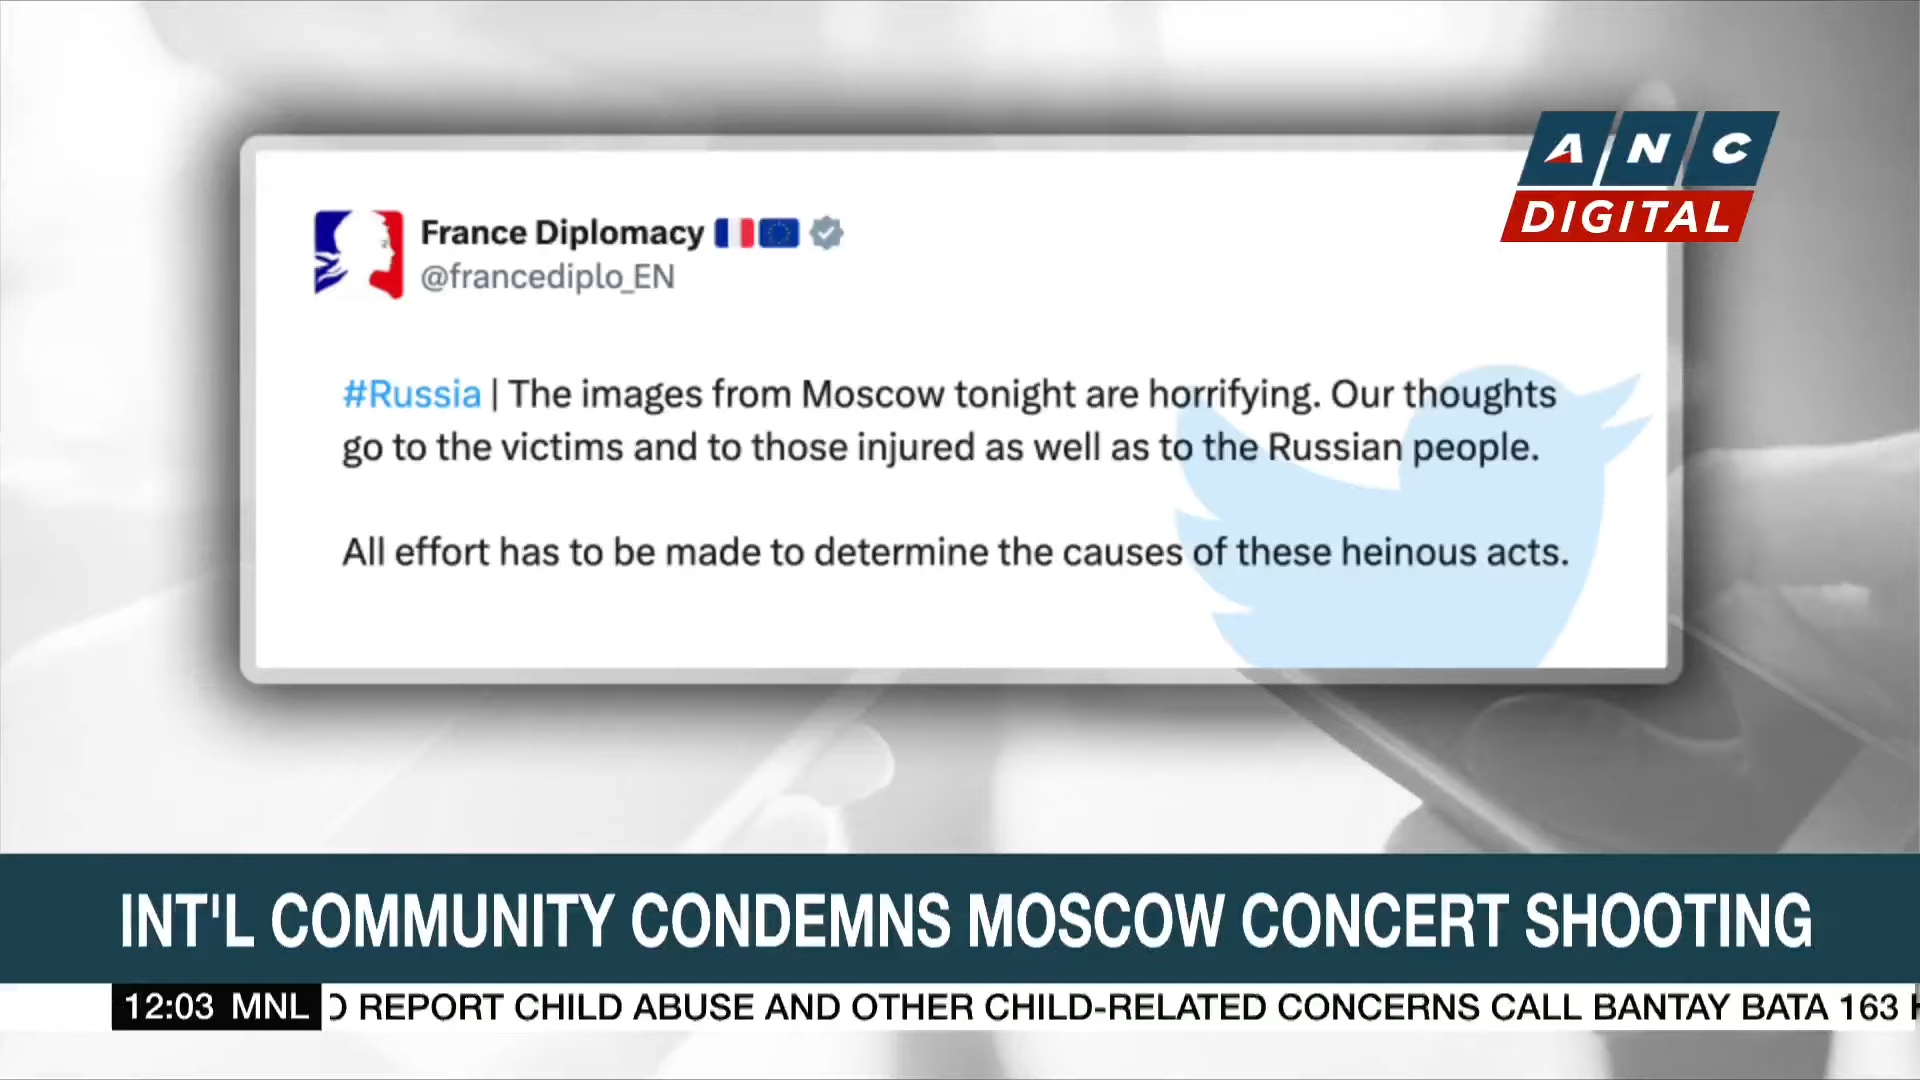 ANC
DIGITAL
France Diplomacy
@francediplo_EN
#Russia | The images from Moscow tonight are horrifying. Our thoughts
go to the victims and to those injured as well as to the Russian people.
All effort has to be made to determine the causes of these heinous acts.
INT'L COMMUNITY CONDEMNS MOSCOW CONCERT SHOOTING
12:03 MNL
REPORT CHILD ABUSE AND OTHER CHILD-RELATED CONCERNS CALL BANTAY BATA 163